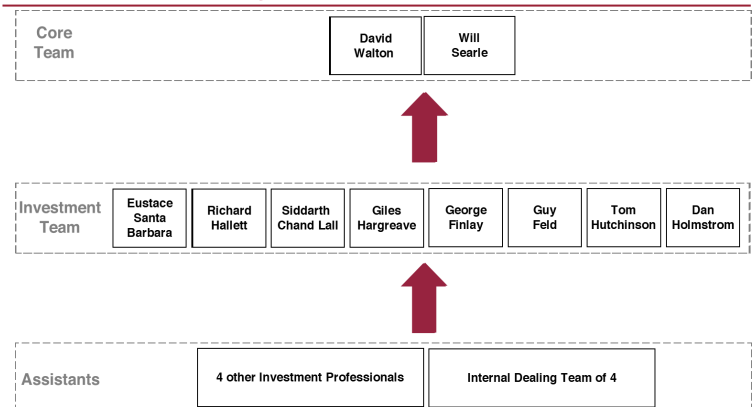 Core
Team
David
Walton
Will
Searle
Investment
Team
Eustace
Santa
Barbara
Richard
Hallett
Siddarth
Chand Lall
Giles
Hargreave
George
Finlay
Guy
Feld
Tom
Hutchinson
Dan
Holmstrom
Assistants
4 other Investment Professionals
Internal Dealing Team of 4